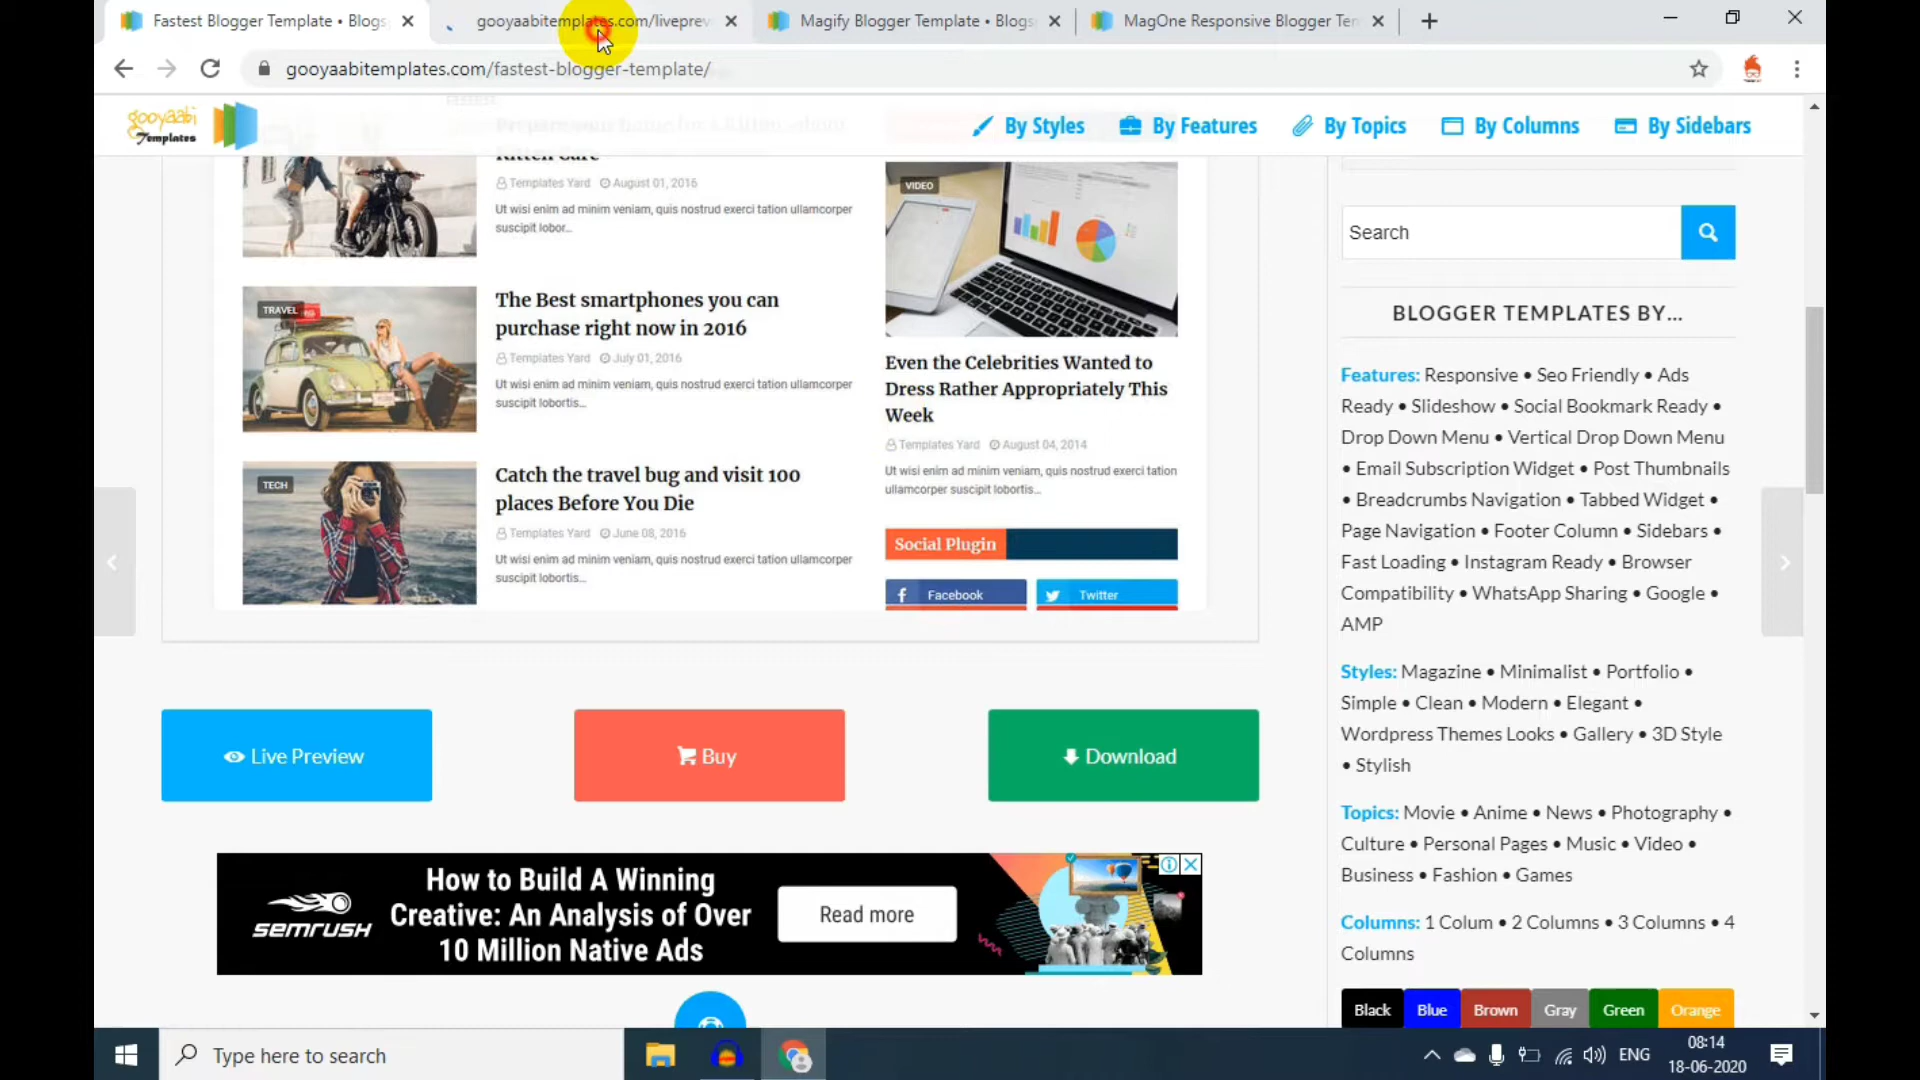 Fastest Blogger Template • Blogs
gooyaabitemplates.com/liveprev
Magify Blogger Template • Blogs
MagOne Responsive Blogger Ten
gooyaabitemplates.com/fastest-blogger-template/
gooyaabi
Templates
By Styles
By Features
By Topics
By Columns
By Sidebars
Kitten Care
Templates Yard August 01, 2016
Ut wisi enim ad minim veniam, quis nostrud exerci tation ullamcorper
suscipit lobor...
TRAVEL
The Best smartphones you can
purchase right now in 2016
Templates Yard July 01, 2016
Ut wisi enim ad minim veniam, quis nostrud exerci tation ullamcorper
suscipit lobortis...
TECH
Catch the travel bug and visit 100
places Before You Die
Templates Yard June 08, 2016
Ut wisi enim ad minim veniam, quis nostrud exerci tation ullamcorper
suscipit lobortis...
VIDEO
Even the Celebrities Wanted to
Dress Rather Appropriately This
Week
Templates Yard August 04, 2014
Ut wisi enim ad minim veniam, quis nostrud exerci tation
ullamcorper suscipit lobortis...
Social Plugin
Facebook
Twitter
Live Preview
Buy
Download
SEMRUSH
How to Build A Winning
Creative: An Analysis of Over
10 Million Native Ads
Read more
Search
BLOGGER TEMPLATES BY...
Features: Responsive • Seo Friendly • Ads
Ready • Slideshow • Social Bookmark Ready •
Drop Down Menu • Vertical Drop Down Menu
• Email Subscription Widget • Post Thumbnails
• Breadcrumbs Navigation • Tabbed Widget •
Page Navigation • Footer Column • Sidebars •
Fast Loading • Instagram Ready • Browser
Compatibility • WhatsApp Sharing • Google •
AMP
Styles: Magazine • Minimalist • Portfolio •
Simple • Clean • Modern • Elegant •
Wordpress Themes Looks • Gallery • 3D Style
• Stylish
Topics: Movie • Anime • News • Photography •
Culture • Personal Pages • Music • Video •
Business • Fashion • Games
Columns: 1 Colum • 2 Columns • 3 Columns • 4
Columns
Black
Blue
Brown
Gray
Green
Orange
Type here to search
ENG
08:14
18-06-2020